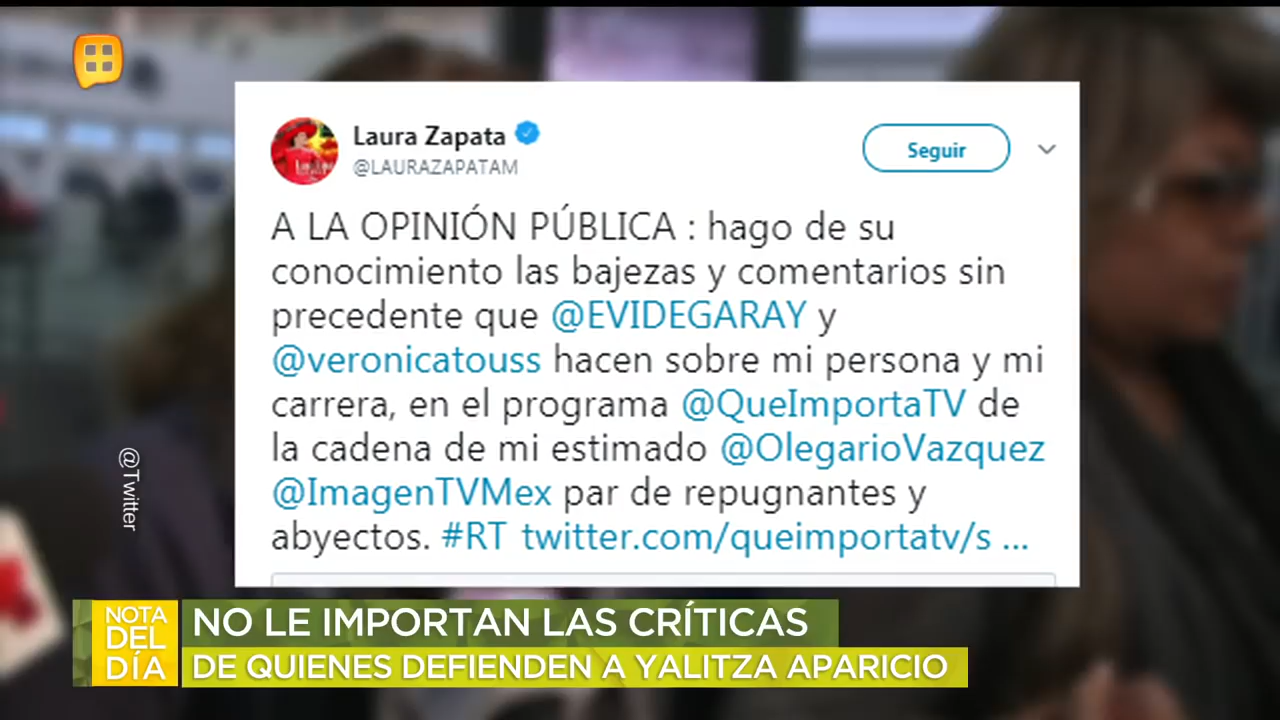 Laura Zapata
@LAURAZAPATAM
Seguir
A LA OPINIÓN PÚBLICA : hago de su
conocimiento las bajezas y comentarios sin
precedente que @EVIDEGARAY y
@veronicatouss hacen sobre mi persona y mi
carrera, en el programa @QueImportaTV de
la cadena de mi estimado @OlegarioVazquez
@ImagenTVMex par de repugnantes y
abyectos. #RT twitter.com/queimportatv/s ...
@Twitter
NOTA
DEL
DÍA
NO LE IMPORTAN LAS CRÍTICAS
DE QUIENES DEFIENDEN A YALITZA APARICIO